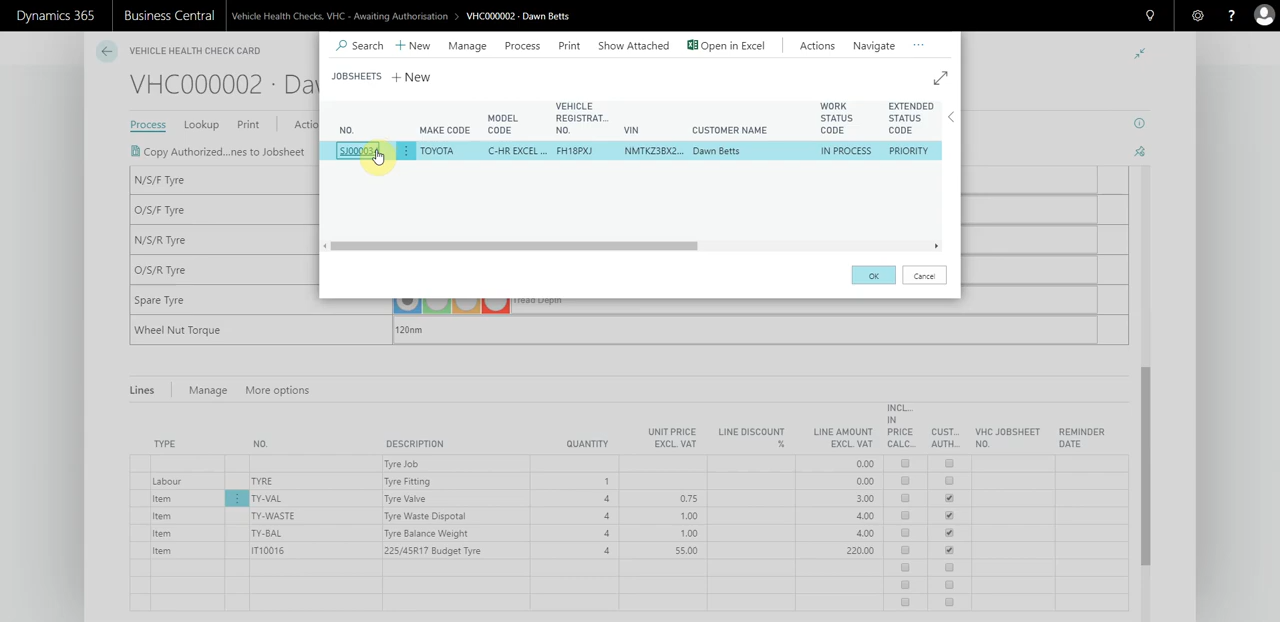 Dynamics 365 Business Central Vehicle Health Checks, VHC - Awaiting Authorisation > VHC000002 · Dawn Betts ?
VEHICLE HEALTH CHECK CARD
VHC000002 · Da
Process Lookup Print Actio
Copy Authorized...nes to Jobsheet
Search + New Manage Process Print Show Attached Open in Excel Actions Navigate ...
JOBSHEETS + New
NO. MAKE CODE MODEL CODE VEHICLE REGISTRAT... NO. VIN CUSTOMER NAME WORK STATUS CODE EXTENDED STATUS CODE
SJ00003 TOYOTA C-HR EXCEL ... FH18PXJ NMTKZ3BX2... Dawn Betts IN PROCESS PRIORITY
OK Cancel
N/S/F Tyre
O/S/F Tyre
N/S/R Tyre
O/S/R Tyre
Spare Tyre Tread Depth
Wheel Nut Torque 120nm
Lines Manage More options
TYPE NO. DESCRIPTION QUANTITY UNIT PRICE EXCL. VAT LINE DISCOUNT % LINE AMOUNT EXCL. VAT INCL... IN PRICE CALC... CUST... AUTH... VHC JOBSHEET NO. REMINDER DATE
Tyre Job 0.00
Labour TYRE Tyre Fitting 1 0.00
Item TY-VAL Tyre Valve 4 0.75 3.00
Item TY-WASTE Tyre Waste Dispotal 4 1.00 4.00
Item TY-BAL Tyre Balance Weight 4 1.00 4.00
Item IT10016 225/45R17 Budget Tyre 4 55.00 220.00